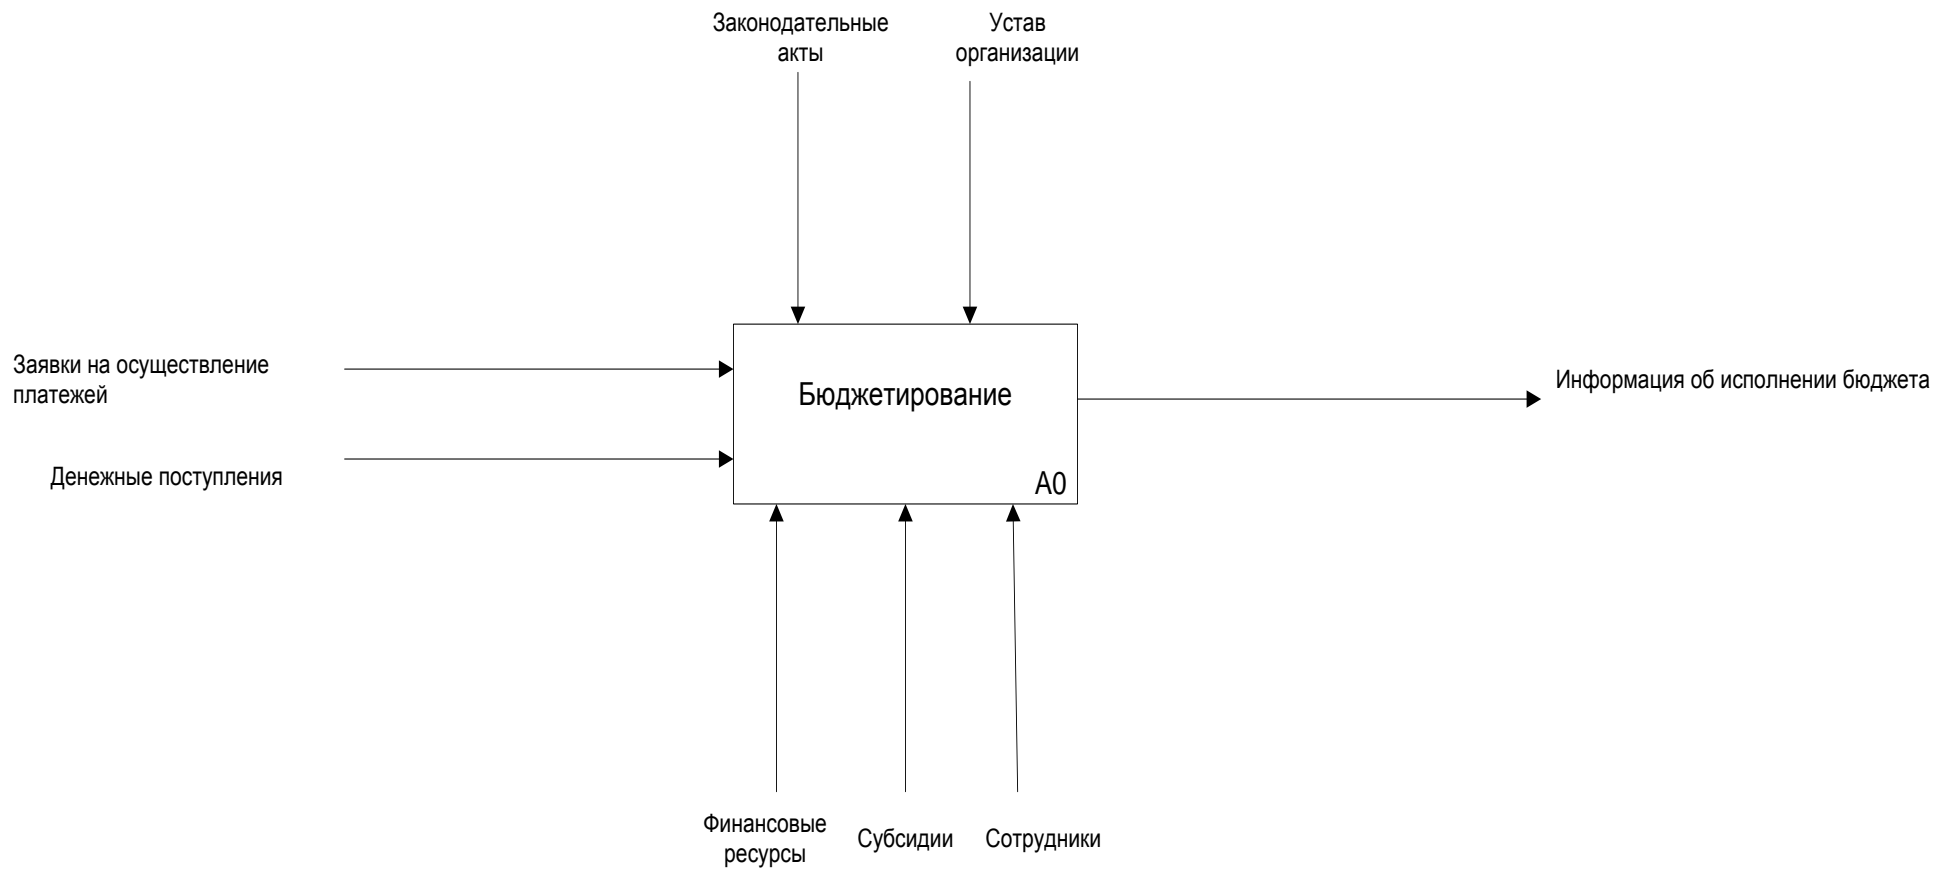 Законодательные
акты
Устав
организации
Заявки на осуществление
платежей
Денежные поступления
Бюджетирование
А0
Информация об исполнении бюджета
Финансовые
ресурсы
Субсидии
Сотрудники